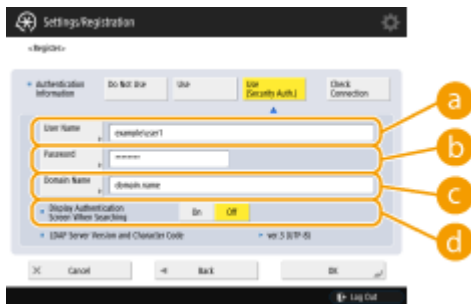 Settings/Registration
<Register>
Authentication Information
Do Not Use
Use
Use (Security Auth.)
Check Connection
User Name
example\user1
a
Password
********
b
Domain Name
domain.name
c
Display Authentication Screen When Searching
On
Off
d
LDAP Server Version and Character Code
ver.3 (UTF-8)
Cancel
Back
OK
Log Out